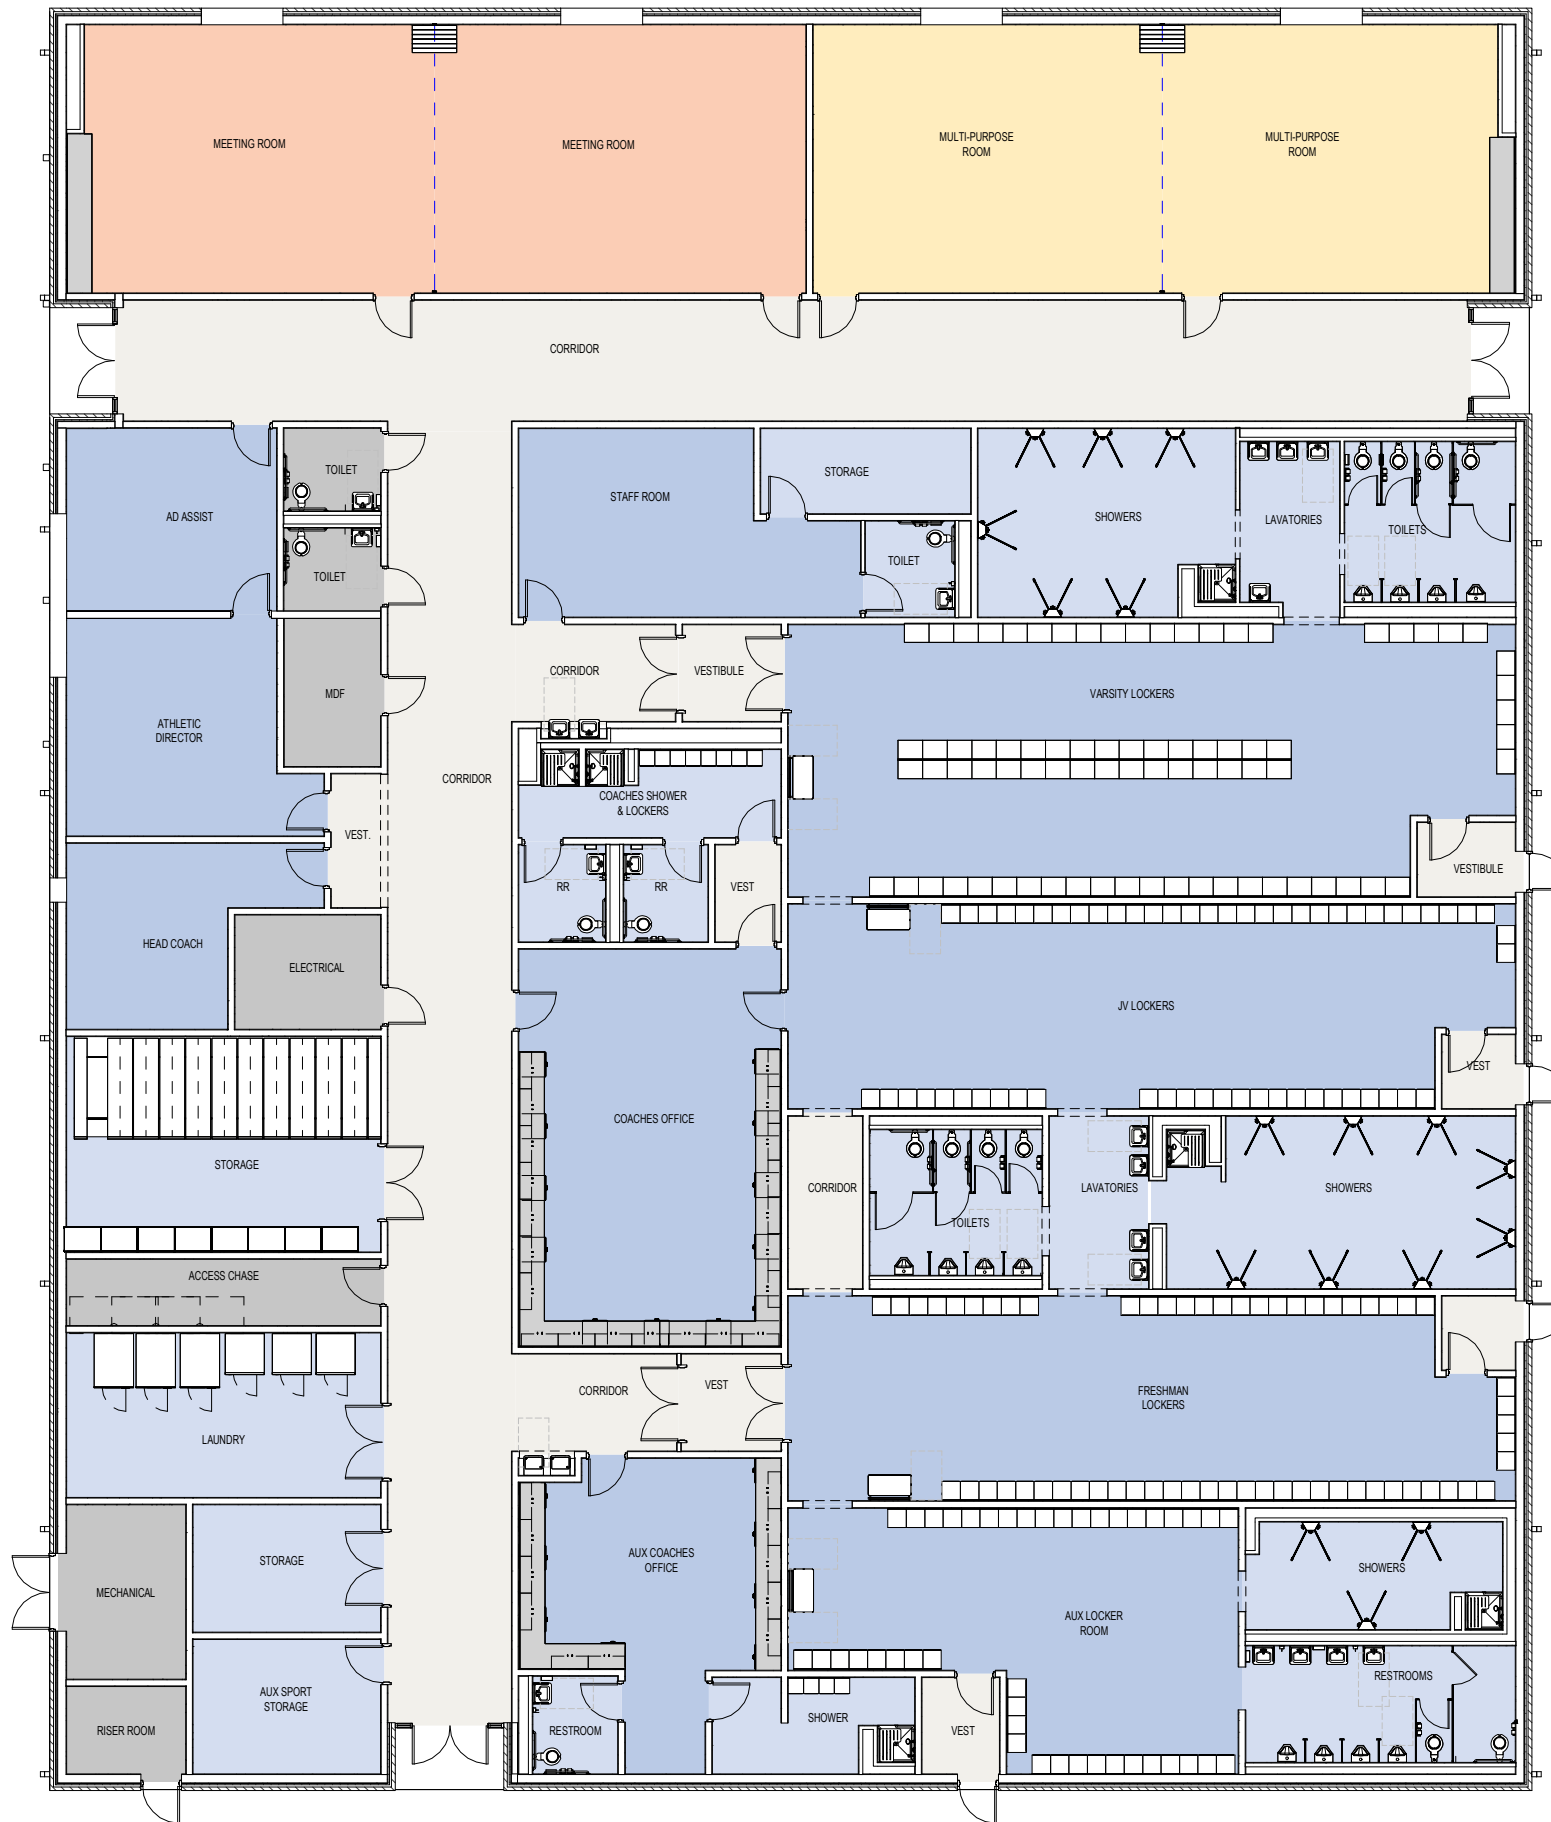 MEETING ROOM
MEETING ROOM
MULTI-PURPOSE
ROOM
MULTI-PURPOSE
ROOM
CORRIDOR
TOILET
AD ASSIST
TOILET
STAFF ROOM
STORAGE
TOILET
SHOWERS
LAVATORIES
TOILETS
MDF
ATHLETIC
DIRECTOR
CORRIDOR
VESTIBULE
VARSITY LOCKERS
CORRIDOR
COACHES SHOWER
& LOCKERS
VEST.
RR
RR
VEST
VESTIBULE
HEAD COACH
ELECTRICAL
JV LOCKERS
VEST
COACHES OFFICE
STORAGE
CORRIDOR
TOILETS
LAVATORIES
SHOWERS
ACCESS CHASE
CORRIDOR
VEST
FRESHMAN
LOCKERS
LAUNDRY
STORAGE
AUX COACHES
OFFICE
MECHANICAL
SHOWERS
AUX LOCKER
ROOM
AUX SPORT
STORAGE
RISER ROOM
RESTROOM
SHOWER
VEST
RESTROOMS